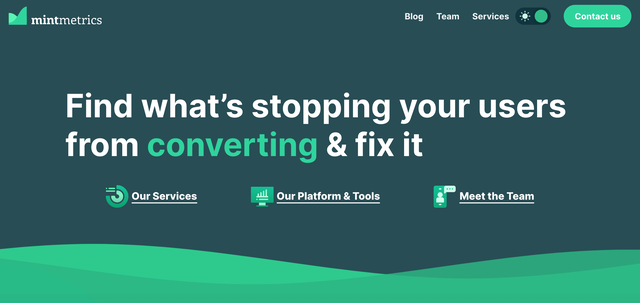 mintmetrics
Blog
Team
Services
Contact us
Find what’s stopping your users
from converting & fix it
Our Services
Our Platform & Tools
Meet the Team